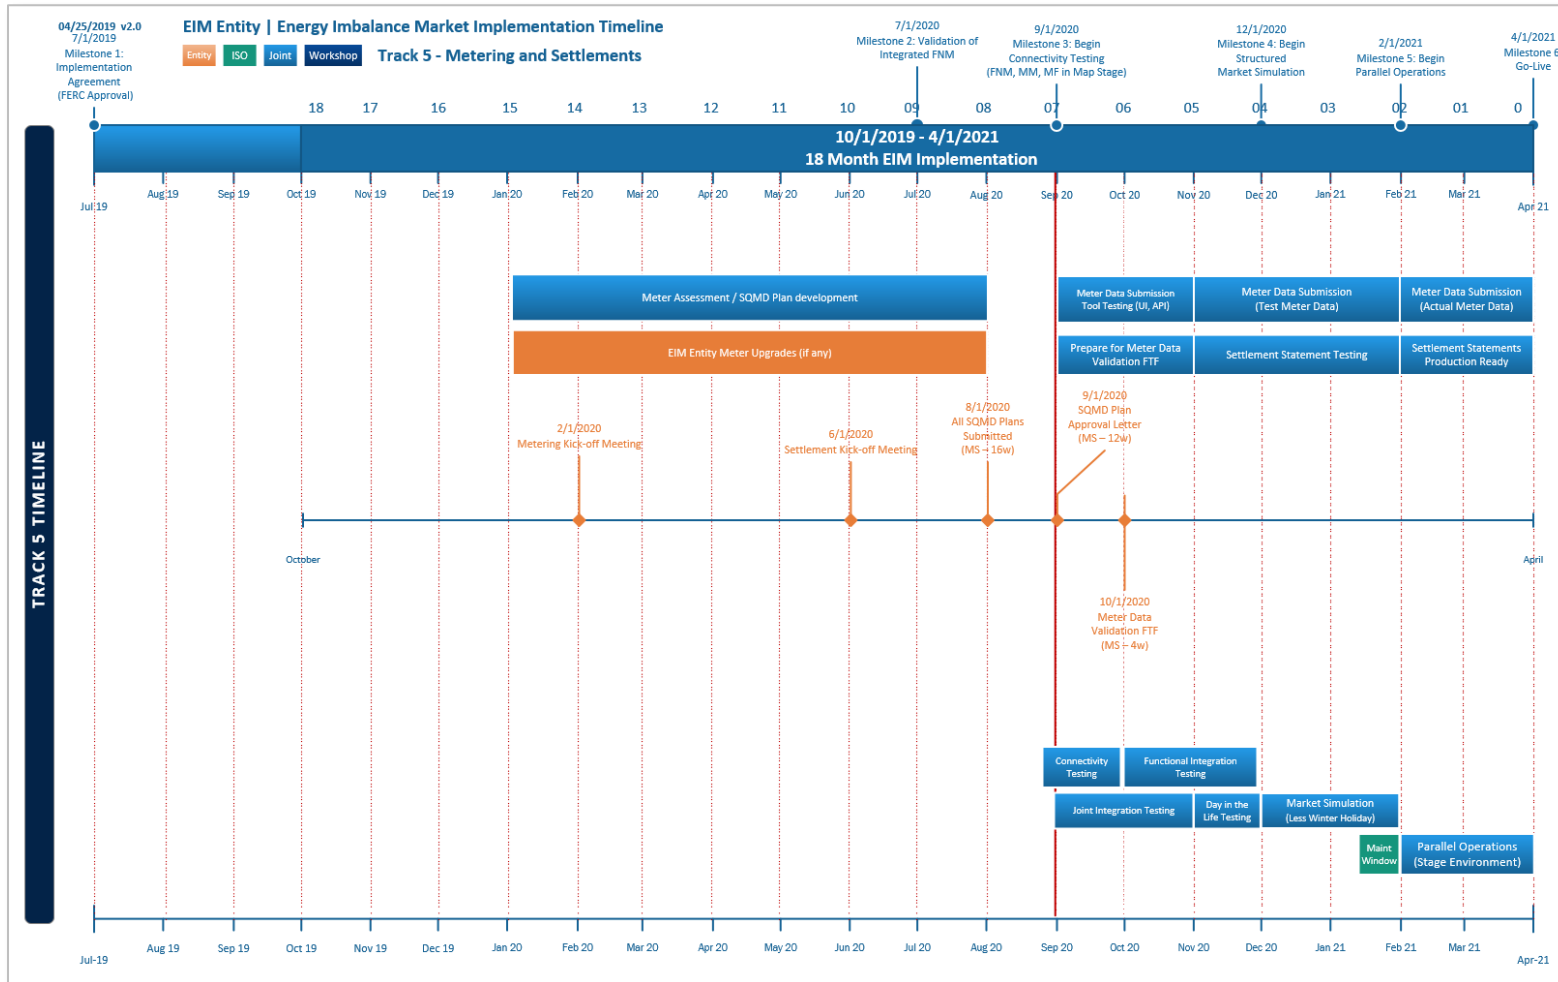 04/25/2019 v2.0
7/1/2019
Milestone 1:
Implementation
Agreement
(FERC Approval)
EIM Entity | Energy Imbalance Market Implementation Timeline
Entity
ISO
Joint
Workshop
Track 5 - Metering and Settlements
7/1/2020
Milestone 2: Validation of
Integrated FNM
9/1/2020
Milestone 3: Begin
Connectivity Testing
(FNM, MM, MF in Map Stage)
12/1/2020
Milestone 4: Begin
Structured
Market Simulation
2/1/2021
Milestone 5: Begin
Parallel Operations
4/1/2021
Milestone 6
Go-Live
18 17 16 15 14 13 12 11 10 09 08 07 06 05 04 03 02 01 0
10/1/2019 - 4/1/2021
18 Month EIM Implementation
Jul 19 Aug 19 Sep 19 Oct 19 Nov 19 Dec 19 Jan 20 Feb 20 Mar 20 Apr 20 May 20 Jun 20 Jul 20 Aug 20 Sep 20 Oct 20 Nov 20 Dec 20 Jan 21 Feb 21 Mar 21 Apr 21
TRACK 5 TIMELINE
Meter Assessment / SQMD Plan development
Meter Data Submission
Tool Testing (UI, API)
Meter Data Submission
(Test Meter Data)
Meter Data Submission
(Actual Meter Data)
EIM Entity Meter Upgrades (if any)
Prepare for Meter Data
Validation FTF
Settlement Statement Testing
Settlement Statements
Production Ready
2/1/2020
Metering Kick-off Meeting
6/1/2020
Settlement Kick-off Meeting
8/1/2020
All SQMD Plans
Submitted
(MS – 16w)
9/1/2020
SQMD Plan
Approval Letter
(MS – 12w)
October
April
10/1/2020
Meter Data
Validation FTF
(MS – 4w)
Connectivity
Testing
Functional Integration
Testing
Joint Integration Testing
Day in the
Life Testing
Market Simulation
(Less Winter Holiday)
Maint
Window
Parallel Operations
(Stage Environment)
Jul-19 Aug 19 Sep 19 Oct 19 Nov 19 Dec 19 Jan 20 Feb 20 Mar 20 Apr 20 May 20 Jun 20 Jul 20 Aug 20 Sep 20 Oct 20 Nov 20 Dec 20 Jan 21 Feb 21 Mar 21 Apr-21